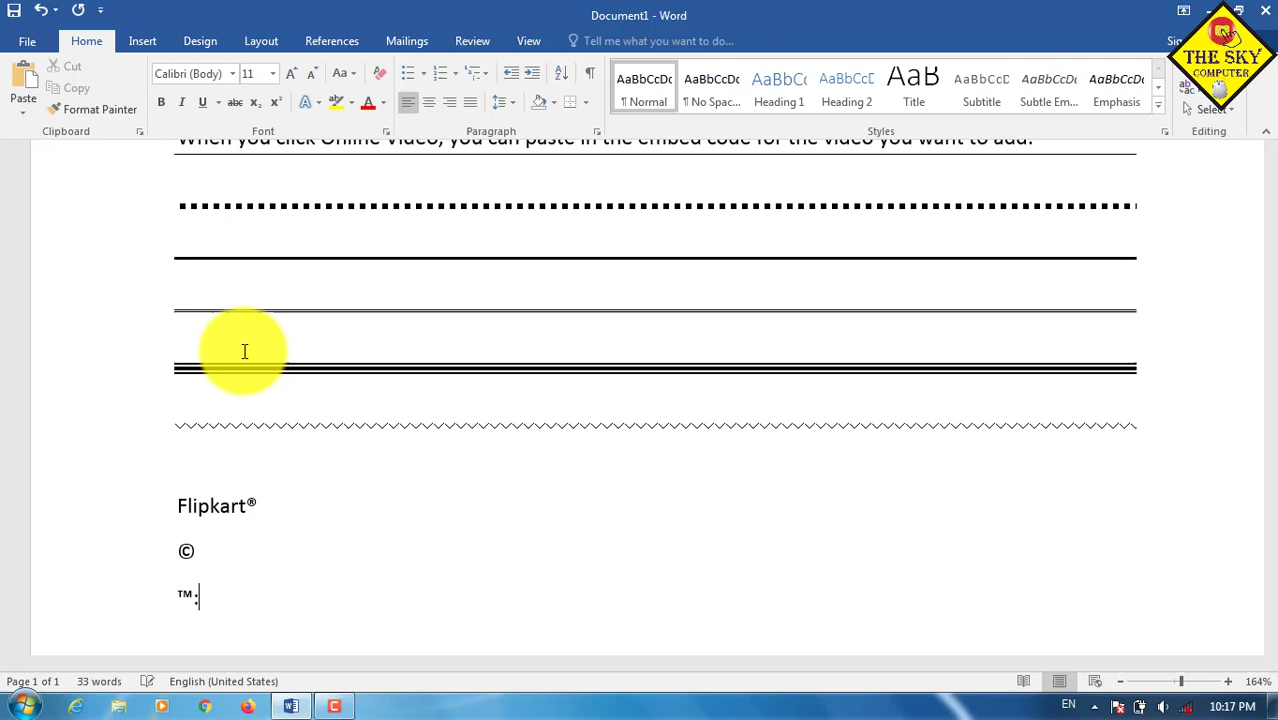 Document1 - Word
File
Home
Insert
Design
Layout
References
Mailings
Review
View
Tell me what you want to do...
THE SKY
COMPUTER
Paste
Cut
Copy
Format Painter
Clipboard
Calibri (Body)
11
Font
Paragraph
AaBbCcDc
¶ Normal
AaBbCcDc
¶ No Spac...
AaBbCc
Heading 1
AaBbCcE
Heading 2
AaB
Title
AaBbCcD
Subtitle
AaBbCcDc
Subtle Em...
AaBbCcDc
Emphasis
Styles
Select
Editing
When you click Online Video, you can paste in the embed code for the video you want to add.
Flipkart®
©
™:
Page 1 of 1
33 words
English (United States)
164%
EN
10:17 PM